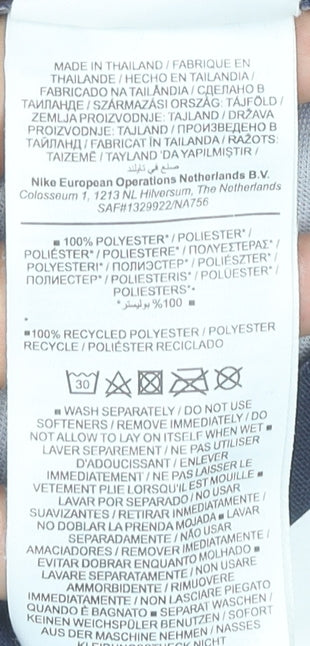 MADE IN THAILAND / FABRIQUE EN
THAILANDE / HECHO EN TAILANDIA /
FABRICADO NA TAILÂNDIA / СДЕЛАНО В
ТАИЛАНДЕ / SZÁRMAZÁSI ORSZÁG: TÁJFÖLD /
ZEMLJA PROIZVODNJE: TAJLAND / DRŽAVA
PROIZVODNJE: TAJLAND / ПРОИЗВЕДЕНО В
ТАЙЛАНД / FABRICAT ÎN TAILANDA / RAŽOTS:
TAIZEMĒ / TAYLAND 'DA YAPILMIŞTIR /
صنع في تايلند
Nike European Operations Netherlands B.V.
Colosseum 1, 1213 NL Hilversum, The Netherlands
SAF#1329922/NA756
■ 100% POLYESTER* / POLIESTER* /
POLIÉSTER* / POLIESTERE* / ΠΟΛΥΕΣΤΕΡΑΣ* /
POLYESTERI* / ПОЛИЭСТЕР* / POLIÉSZTER* /
ПОЛИЕСТЕР* / POLIESTERIS* / POLÜESTER* /
POLIESTERS*
■ 100% بوليستر*
■100% RECYCLED POLYESTER / POLYESTER
RECYCLE / POLIÉSTER RECICLADO
30
■ WASH SEPARATELY / DO NOT USE
SOFTENERS / REMOVE IMMEDIATELY / DO
NOT ALLOW TO LAY ON ITSELF WHEN WET ■
LAVER SEPAREMENT / NE PAS UTILISER
D'ADOUCISSANT / ENLEVER
IMMEDIATEMENT / NE PAS LAISSER LE
VETEMENT PLIE LORSQU'IL EST MOUILLE ■
LAVAR POR SEPARADO / NO USAR
SUAVIZANTES / RETIRAR INMEDIATAMENTE /
NO DOBLAR LA PRENDA MOJADA ■ LAVAR
SEPARADAMENTE / NÃO USAR
AMACIADORES / REMOVER IMEDIATAMENTE /
EVITAR DOBRAR ENQUANTO MOLHADO ■
LAVARE SEPARATAMENTE / NON USARE
AMMORBIDENTE / RIMUOVERE
IMMEDIATAMENTE / NON LASCIARE PIEGATO
QUANDO È BAGNATO ■ SEPARAT WASCHEN /
KEINEN WEICHSPÜLER BENUTZEN / SOFORT
AUS DER MASCHINE NEHMEN / NASSES
KLEIDUNGSSTÜCK NICHT